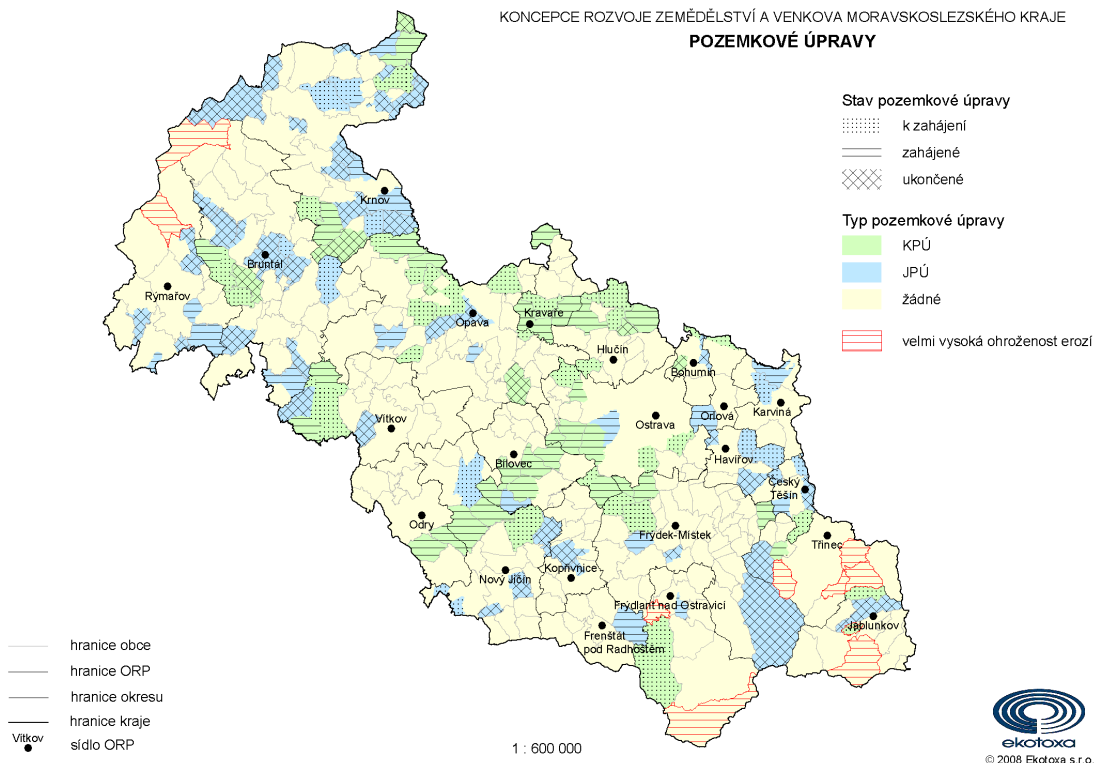 KONCEPCE ROZVOJE ZEMĚDĚLSTVÍ A VENKOVA MORAVSKOSLEZSKÉHO KRAJE
POZEMKOVÉ ÚPRAVY
Stav pozemkové úpravy
k zahájení
zahájené
ukončené
Typ pozemkové úpravy
KPÚ
JPÚ
žádné
velmi vysoká ohroženost erozí
Krnov
Bruntál
Rýmařov
Opava
Kravaře
Hlučín
Bohumín
Vítkov
Ostrava
Orlová
Karviná
Bílovec
Havířov
Český
Těšín
Odry
Frýdek-Místek
Třinec
Nový Jičín
Kopřivnice
Frýdlant nad Ostravicí
Jablunkov
Frenštát
pod Radhoštěm
hranice obce
hranice ORP
hranice okresu
hranice kraje
Vítkov
sídlo ORP
1 : 600 000
ekotoxa
© 2008 Ekotoxa s.r.o.